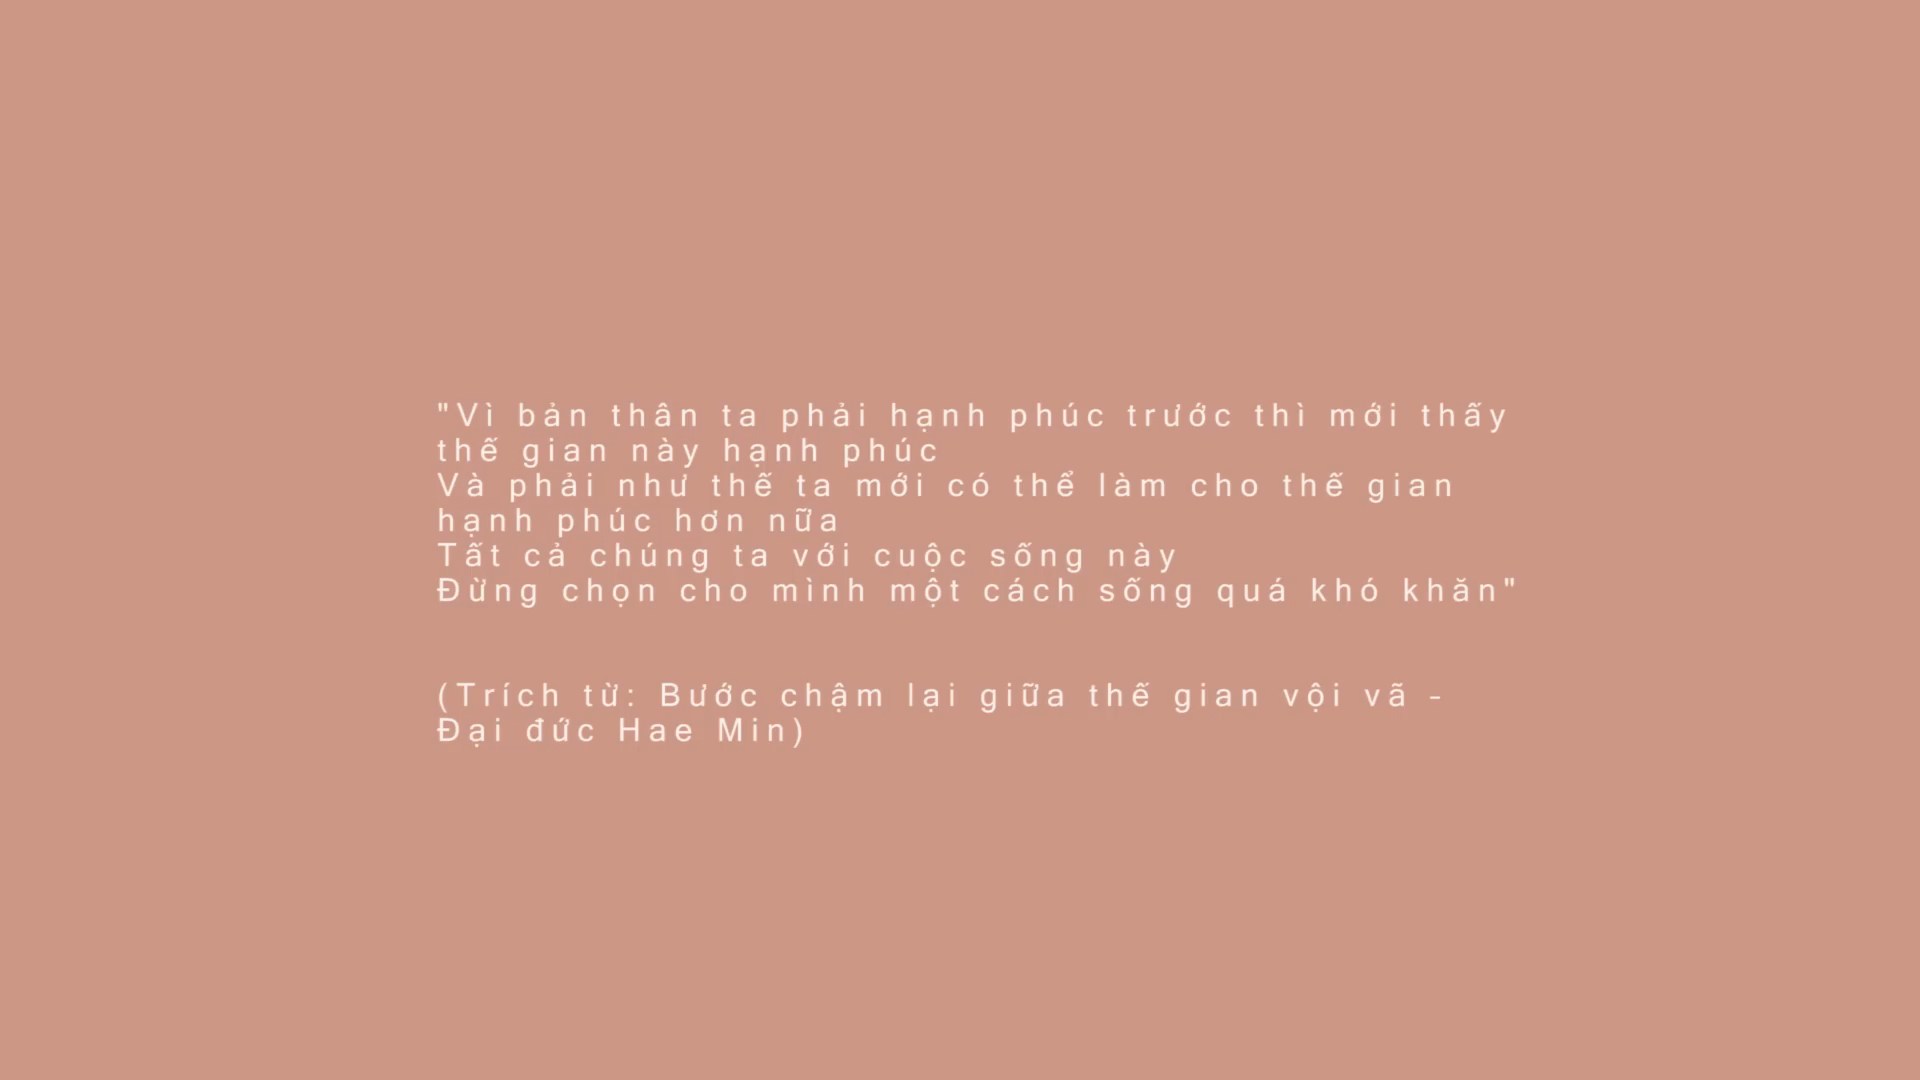 "Vì bản thân ta phải hạnh phúc trước thì mới thấy
thế gian này hạnh phúc
Và phải như thế ta mới có thể làm cho thế gian
hạnh phúc hơn nữa
Tất cả chúng ta với cuộc sống này
Đừng chọn cho mình một cách sống quá khó khăn"
(Trích từ: Bước chậm lại giữa thế gian vội vã -
Đại đức Hae Min)